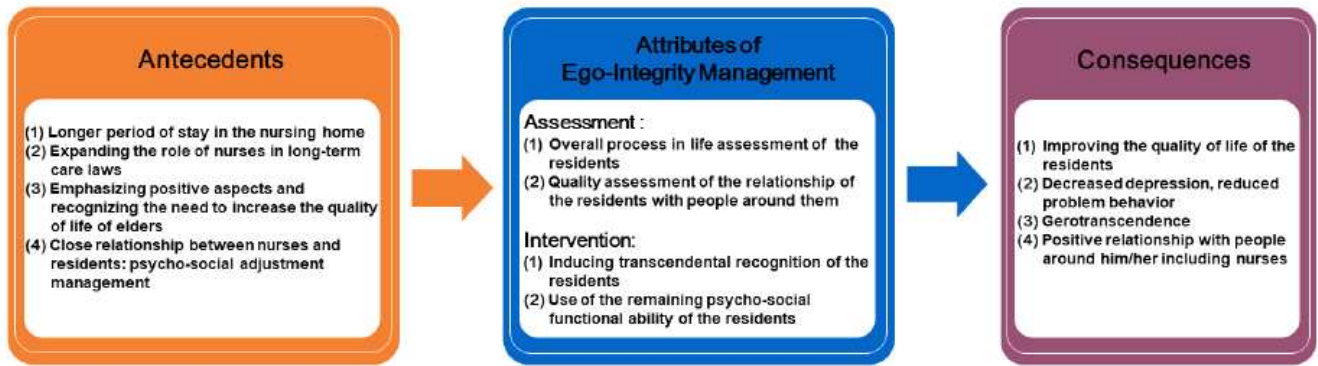 Antecedents
(1) Longer period of stay in the nursing home
(2) Expanding the role of nurses in long-term
care laws
(3) Emphasizing positive aspects and
recognizing the need to increase the quality
of life of elders
(4) Close relationship between nurses and
residents: psycho-social adjustment
management
Attributes of
Ego-Integrity Management
Assessment :
(1) Overall process in life assessment of the
residents
(2) Quality assessment of the relationship of
the residents with people around them
Intervention:
(1) Inducing transcendental recognition of the
residents
(2) Use of the remaining psycho-social
functional ability of the residents
Consequences
(1) Improving the quality of life of the
residents
(2) Decreased depression, reduced
problem behavior
(3) Gerotranscendence
(4) Positive relationship with people
around him/her including nurses